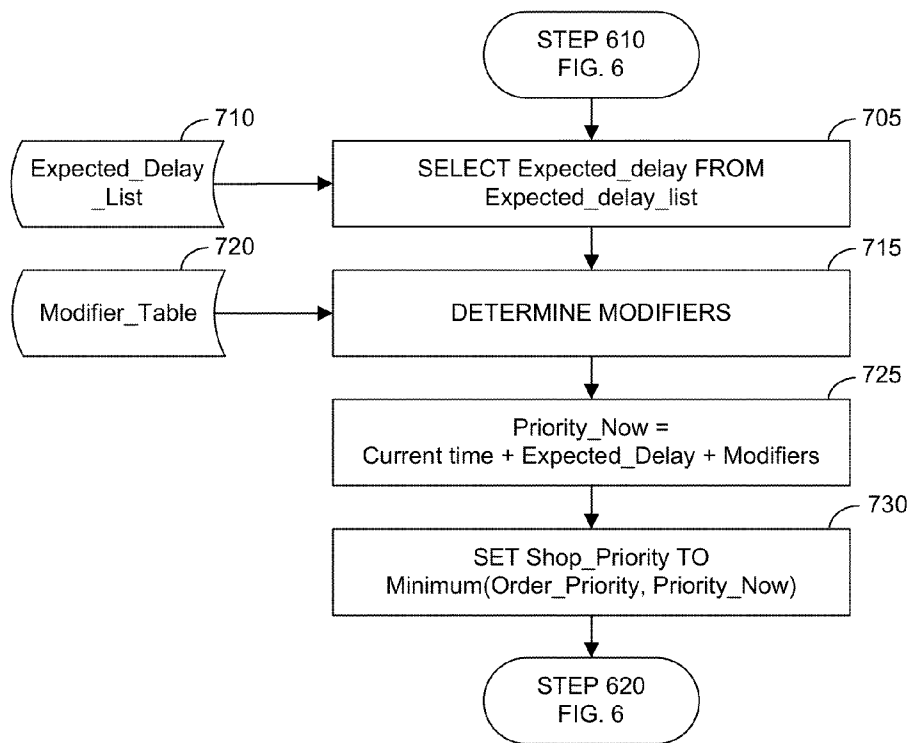 STEP 610
FIG. 6
710
705
Expected_Delay
_List
SELECT Expected_delay FROM
Expected_delay_list
720
715
Modifier_Table
DETERMINE MODIFIERS
725
Priority_Now =
Current time + Expected_Delay + Modifiers
730
SET Shop_Priority TO
Minimum(Order_Priority, Priority_Now)
STEP 620
FIG. 6